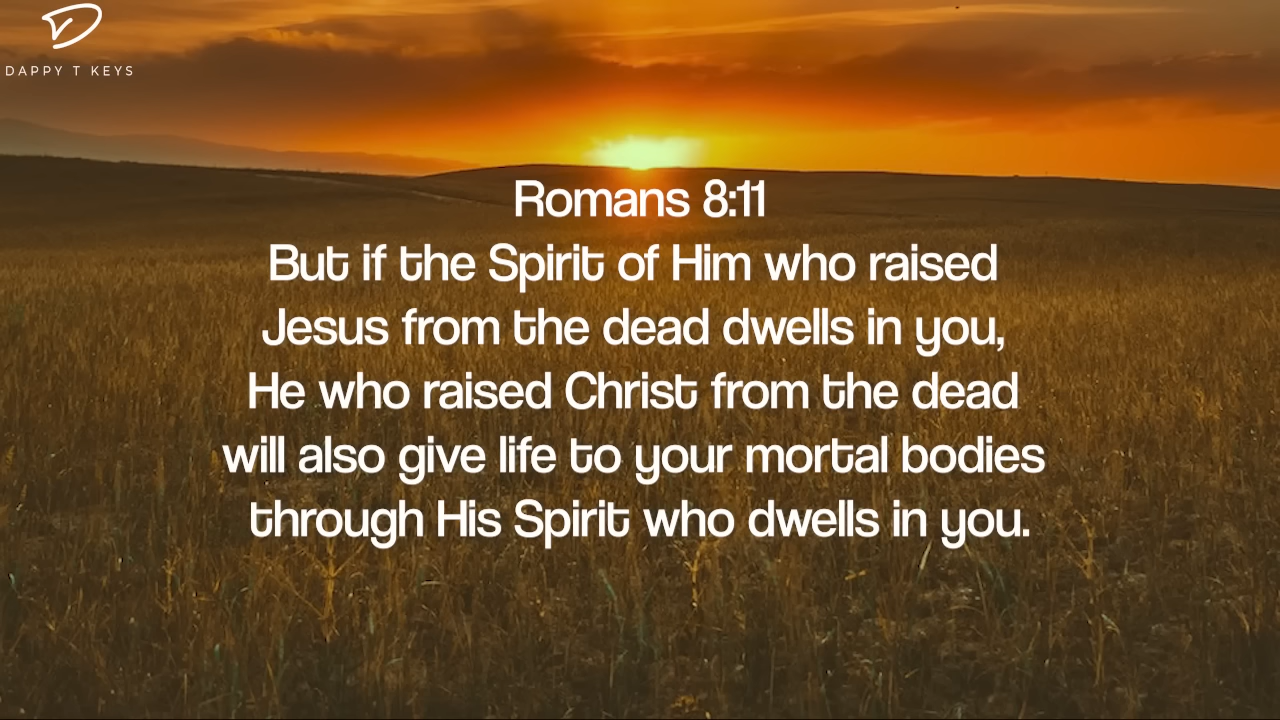 DAPPY T KEYS
Romans 8:11
But if the Spirit of Him who raised
Jesus from the dead dwells in you,
He who raised Christ from the dead
will also give life to your mortal bodies
through His Spirit who dwells in you.